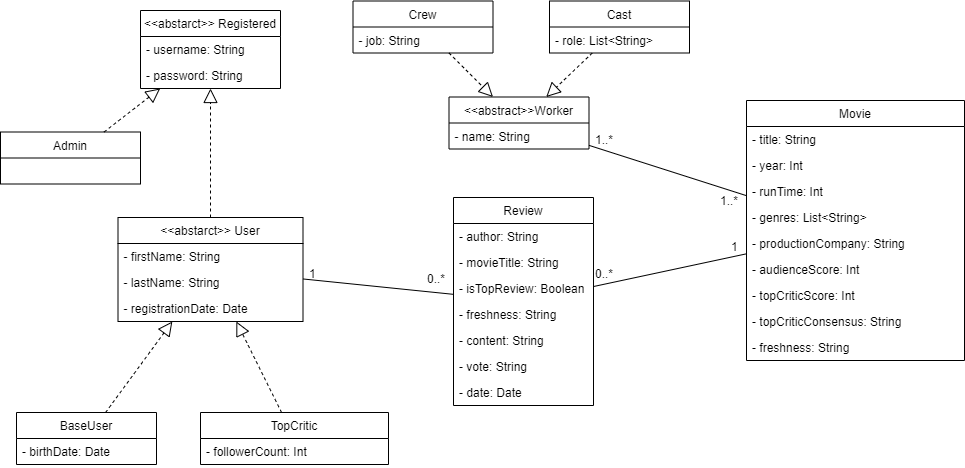 <<abstarct>> Registered
- username: String
- password: String
Crew
- job: String
Cast
- role: List<String>
<<abstract>>Worker
- name: String
Admin
Movie
- title: String
- year: Int
- runTime: Int
- genres: List<String>
- productionCompany: String
- audienceScore: Int
- topCriticScore: Int
- topCriticConsensus: String
- freshness: String
1..*
1..*
<<abstarct>> User
- firstName: String
- lastName: String
- registrationDate: Date
Review
- author: String
- movieTitle: String
- isTopReview: Boolean
- freshness: String
- content: String
- vote: String
- date: Date
1
0..*
0..*
1
BaseUser
- birthDate: Date
TopCritic
- followerCount: Int